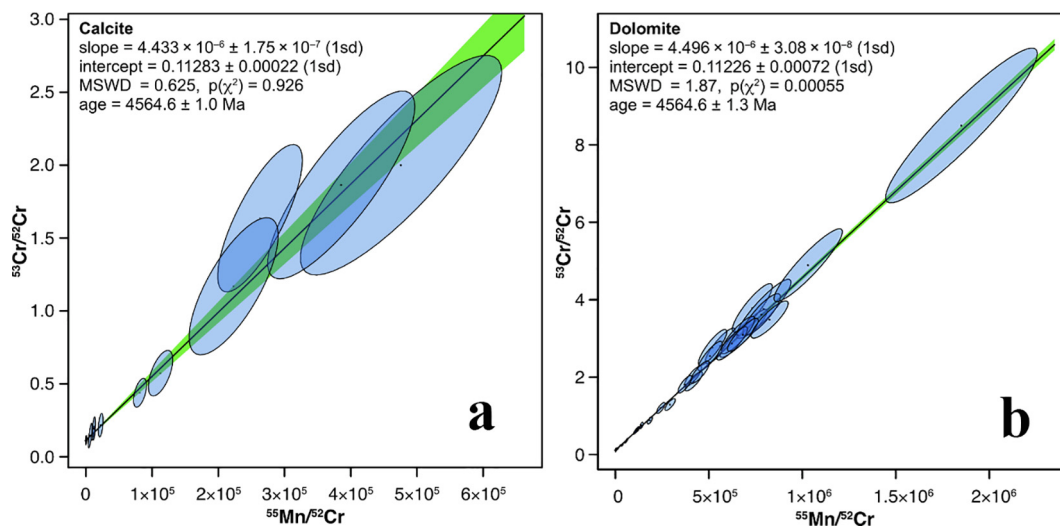 Calcite
slope = 4.433 × 10⁻⁶ ± 1.75 × 10⁻⁷ (1sd)
intercept = 0.11283 ± 0.00022 (1sd)
MSWD = 0.625, p(χ²) = 0.926
age = 4564.6 ± 1.0 Ma
3.0
2.5
2.0
1.5
1.0
0.5
0.0
⁵³Cr/⁵²Cr
0
1×10⁵
2×10⁵
3×10⁵
4×10⁵
5×10⁵
6×10⁵
⁵⁵Mn/⁵²Cr
a
Dolomite
slope = 4.496 × 10⁻⁶ ± 3.08 × 10⁻⁸ (1sd)
intercept = 0.11226 ± 0.00072 (1sd)
MSWD = 1.87, p(χ²) = 0.00055
age = 4564.6 ± 1.3 Ma
10
8
6
4
2
0
⁵³Cr/⁵²Cr
0
5×10⁵
1×10⁶
1.5×10⁶
2×10⁶
⁵⁵Mn/⁵²Cr
b